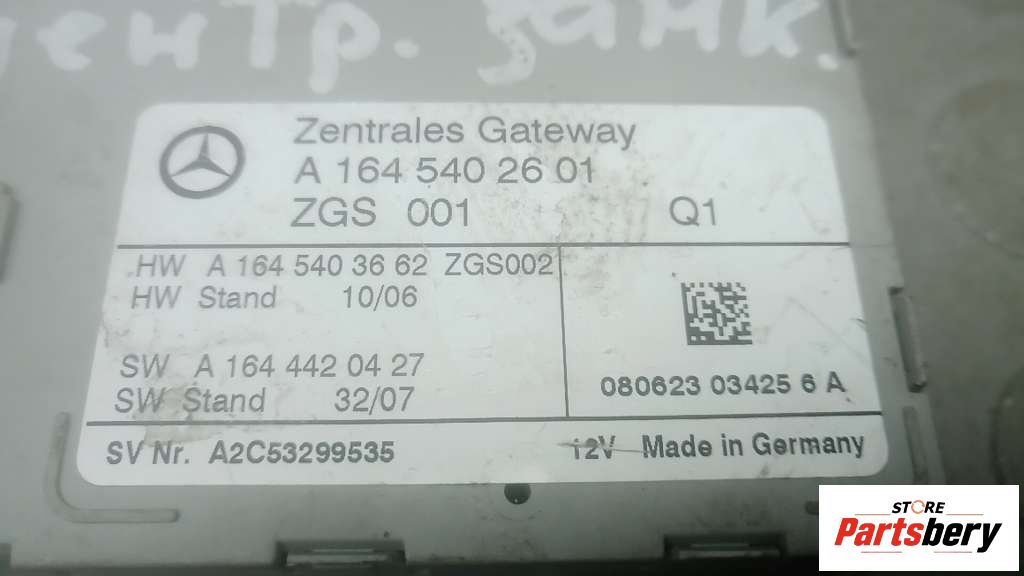 центр. замк.
Zentrales Gateway
A 164 540 26 01
ZGS 001 Q1
HW A 164 540 36 62 ZGS002
HW Stand 10/06
SW A 164 442 04 27
SW Stand 32/07
080623 03425 6 A
SV Nr. A2C53299535 12V Made in Germany
STORE
Partsbery